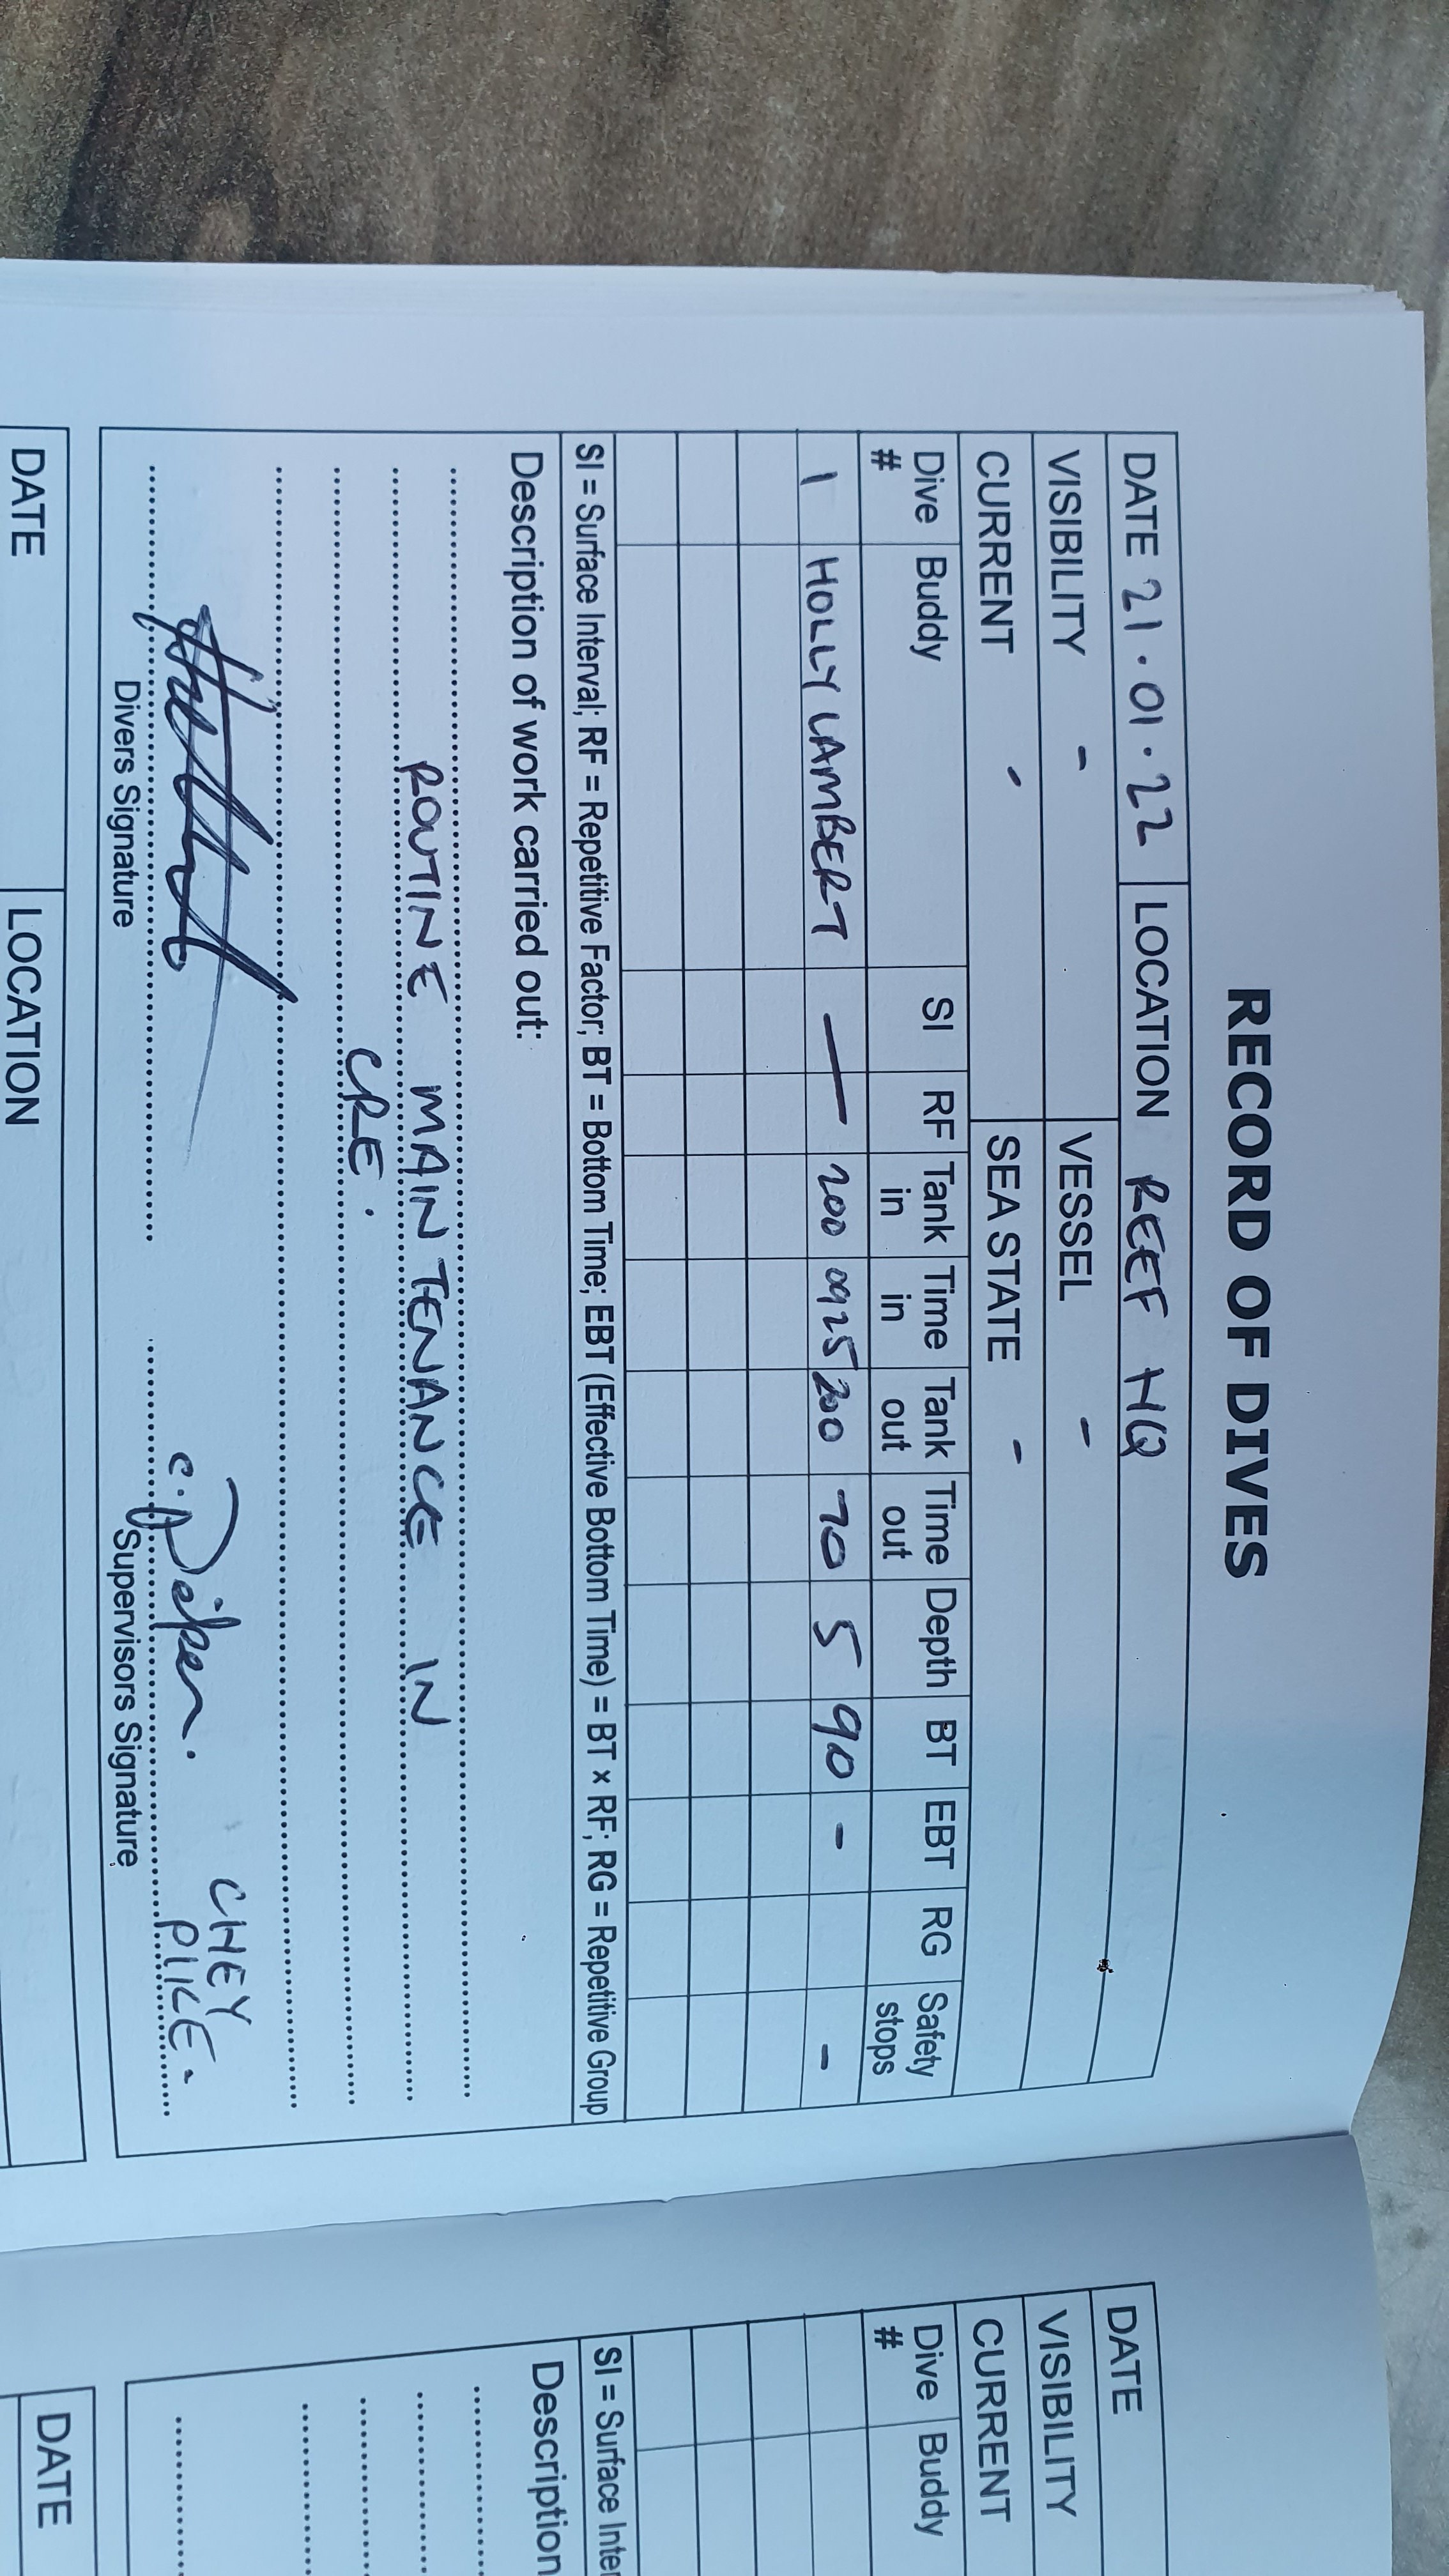 RECORD OF DIVES
DATE 21.01.22 LOCATION REEF HQ
VISIBILITY - VESSEL -
CURRENT - SEA STATE -
Dive # Buddy SI RF Tank in Time in Tank out Time out Depth BT EBT RG Safety stops
1 HOLLY LAMBERT — 200 0925 200 70 5 90 - -
SI = Surface Interval; RF = Repetitive Factor; BT = Bottom Time; EBT (Effective Bottom Time) = BT × RF; RG = Repetitive Group
Description of work carried out:
ROUTINE MAINTENANCE IN
CRE.
CHEY
PIKE.
Divers Signature Supervisors Signature
DATE LOCATION
DATE
VISIBILITY
CURRENT
Dive # Buddy
SI = Surface Inter
Description
DATE